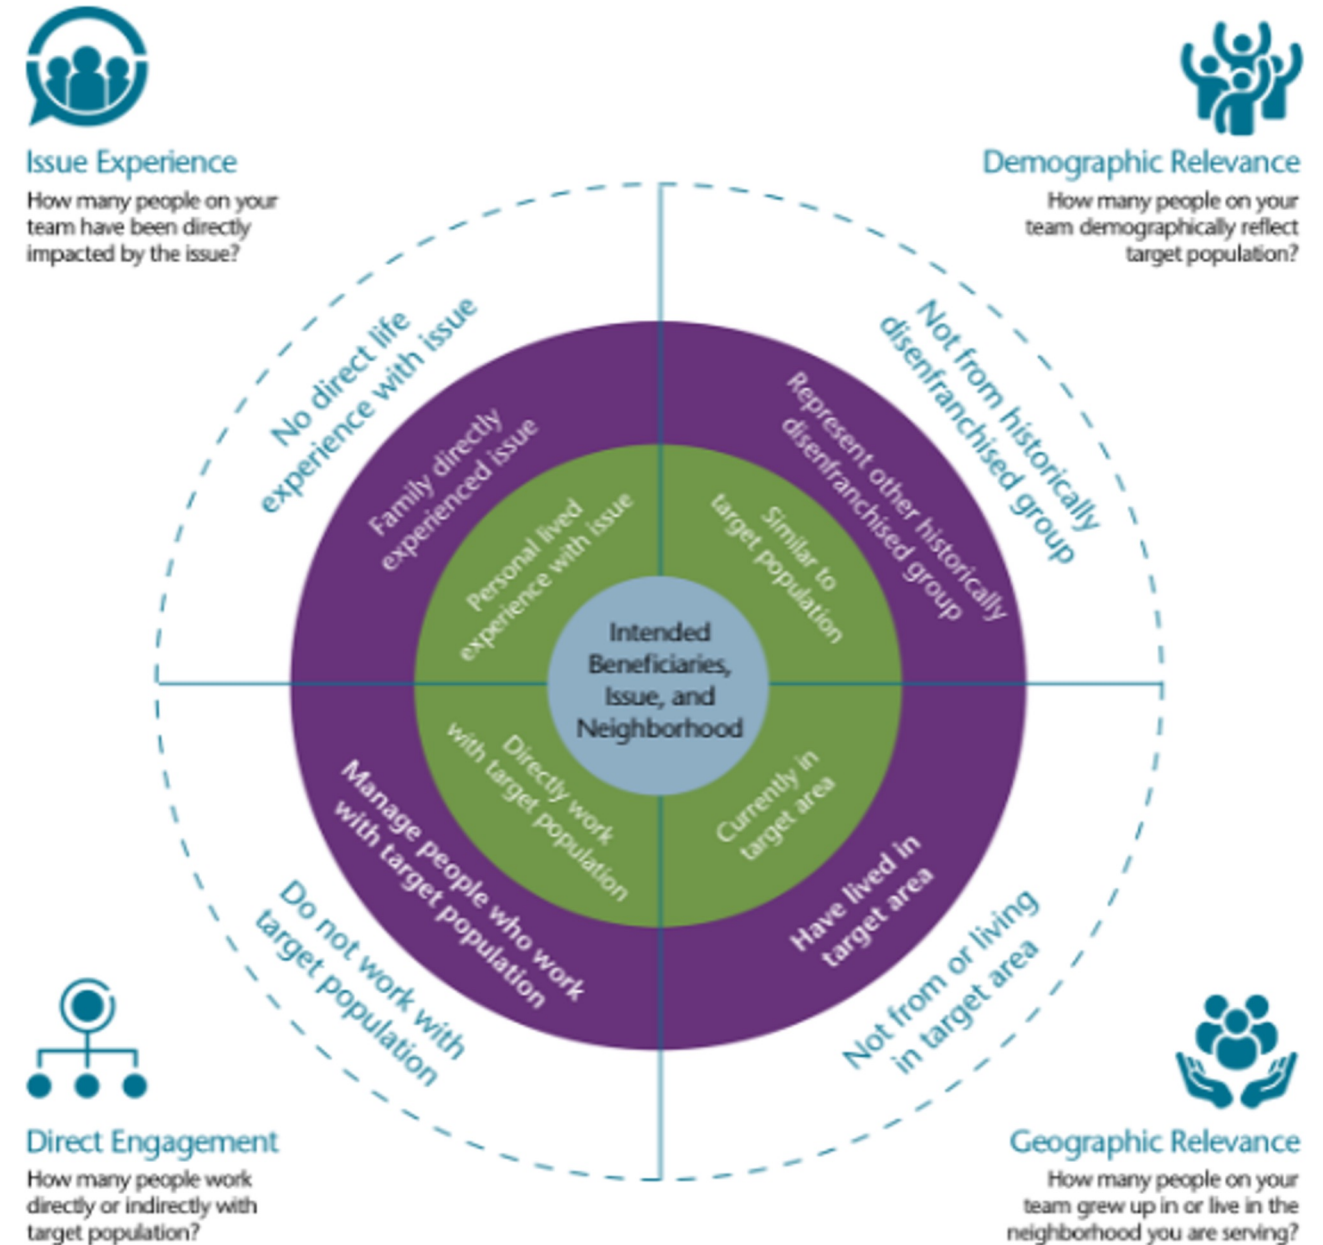 Issue Experience
How many people on your
team have been directly
impacted by the issue?
Demographic Relevance
How many people on your
team demographically reflect
target population?
No direct life
experience with issue
Family directly
experienced issue
Personal lived
experience with issue
Not from historically
disenfranchised group
Represent other historically
disenfranchised group
Similar to
target population
Intended
Beneficiaries,
Issue, and
Neighborhood
Directly work
with target population
Manage people who work
with target population
Do not work with
target population
Currently in
target area
Have lived in
target area
Not from or living
in target area
Direct Engagement
How many people work
directly or indirectly with
target population?
Geographic Relevance
How many people on your
team grew up in or live in the
neighborhood you are serving?